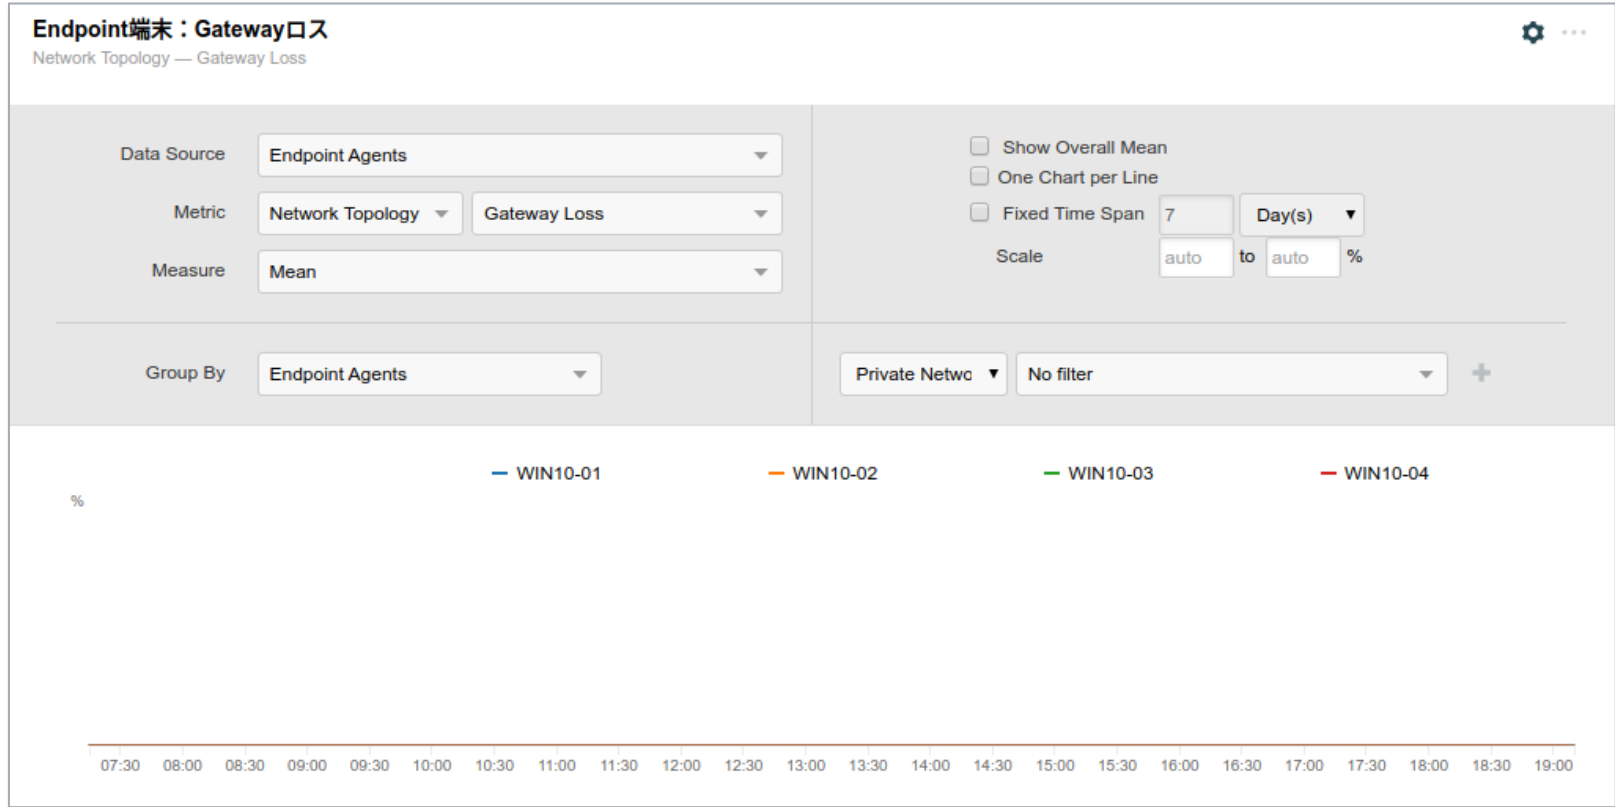 Endpoint端末：Gatewayロス
Network Topology — Gateway Loss
Data Source Endpoint Agents
Metric Network Topology Gateway Loss
Measure Mean
Show Overall Mean
One Chart per Line
Fixed Time Span 7 Day(s)
Scale auto to auto %
Group By Endpoint Agents
Private Netwo No filter
WIN10-01 WIN10-02 WIN10-03 WIN10-04
%
07:30 08:00 08:30 09:00 09:30 10:00 10:30 11:00 11:30 12:00 12:30 13:00 13:30 14:00 14:30 15:00 15:30 16:00 16:30 17:00 17:30 18:00 18:30 19:00